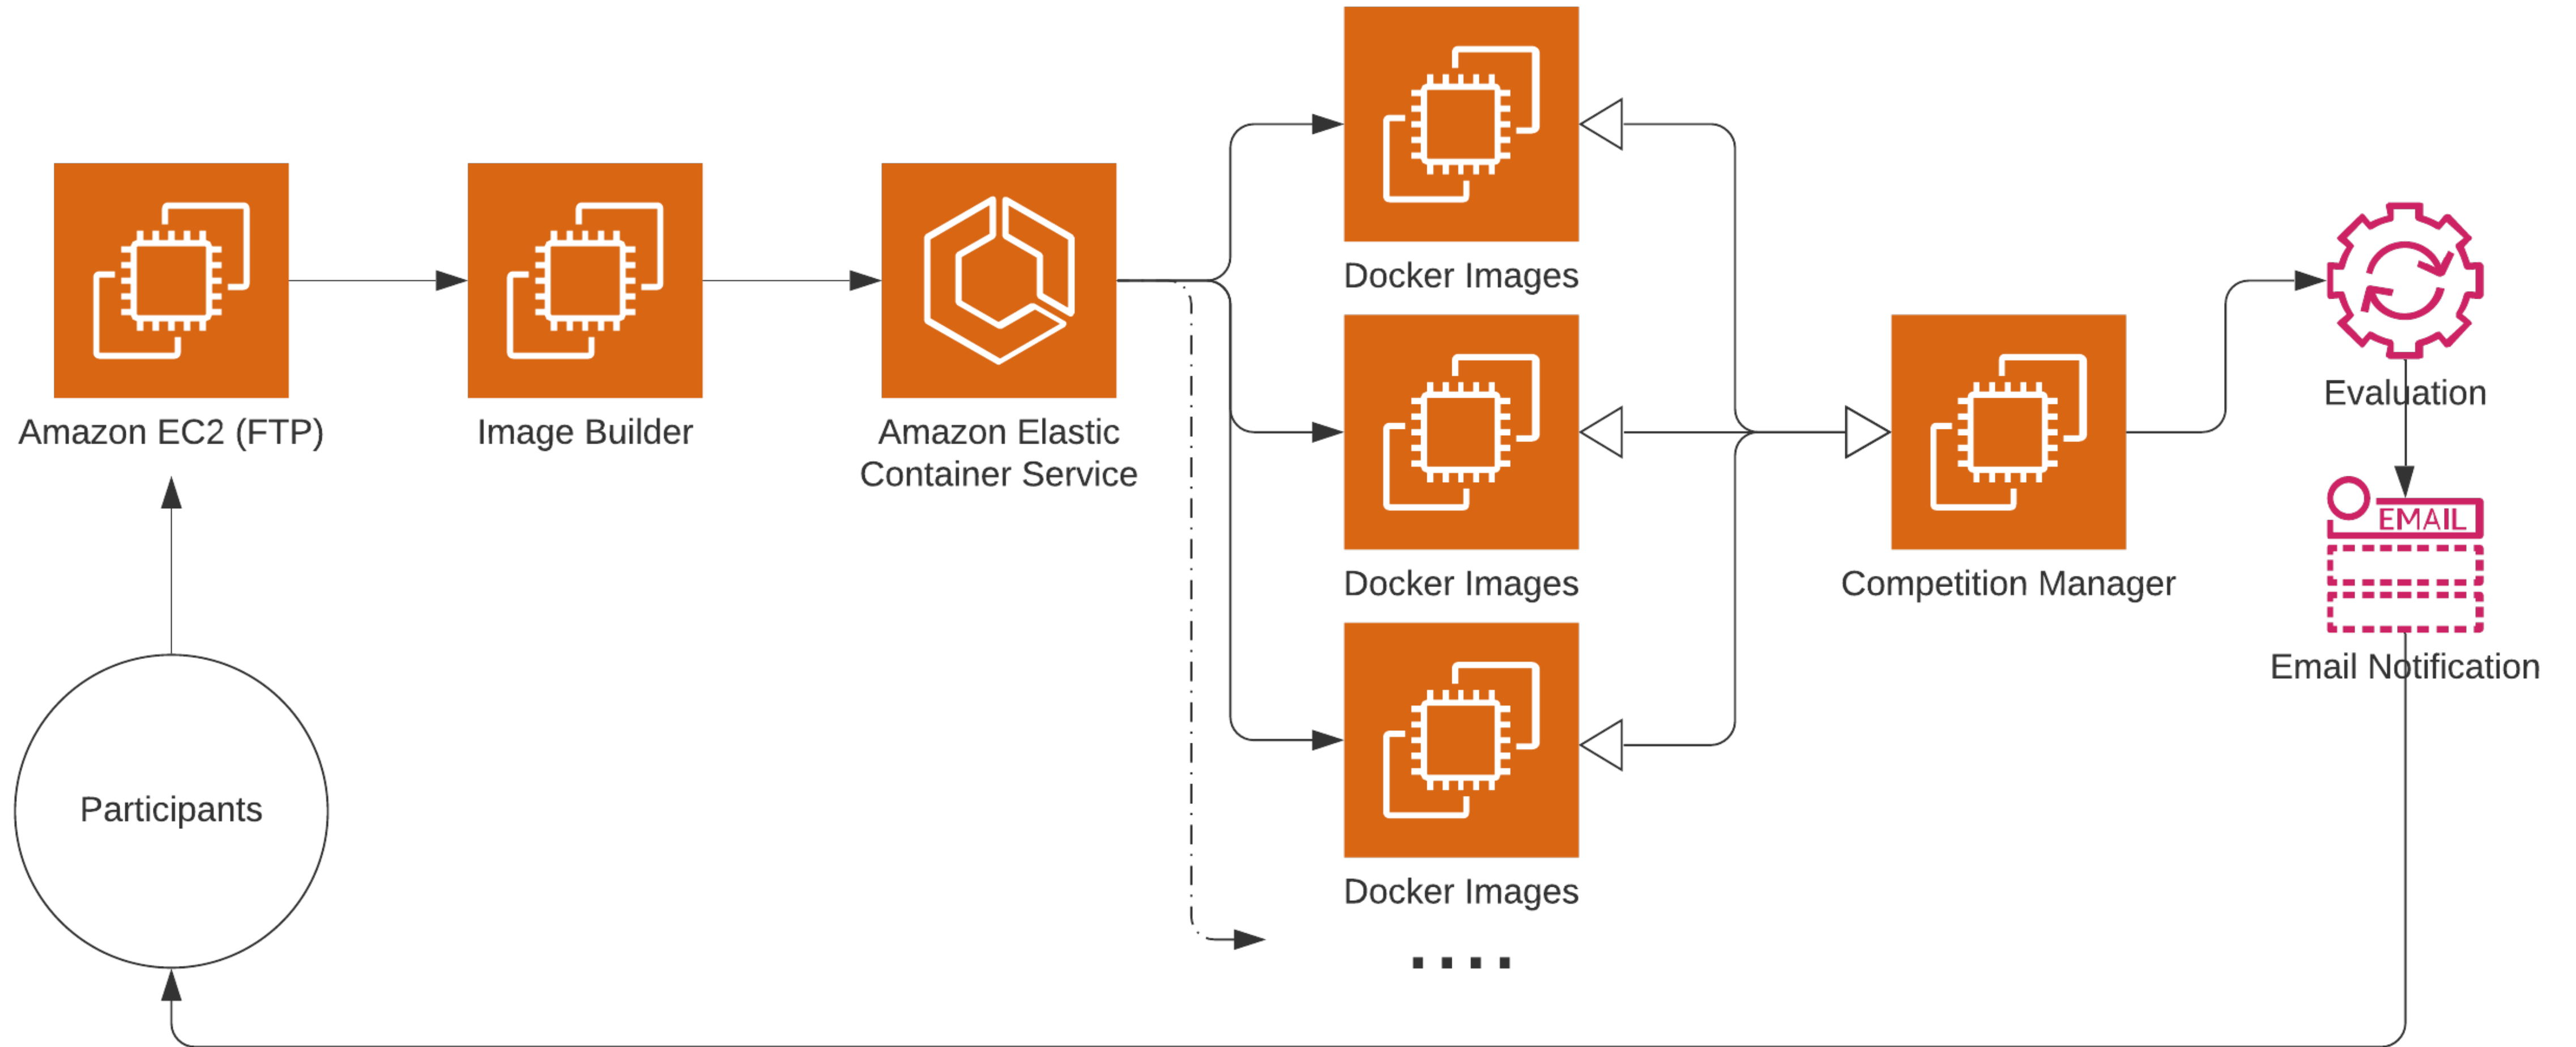 Amazon EC2 (FTP)
Image Builder
Amazon Elastic
Container Service
Docker Images
Docker Images
Docker Images
....
Competition Manager
Evaluation
EMAIL
Email Notification
Participants